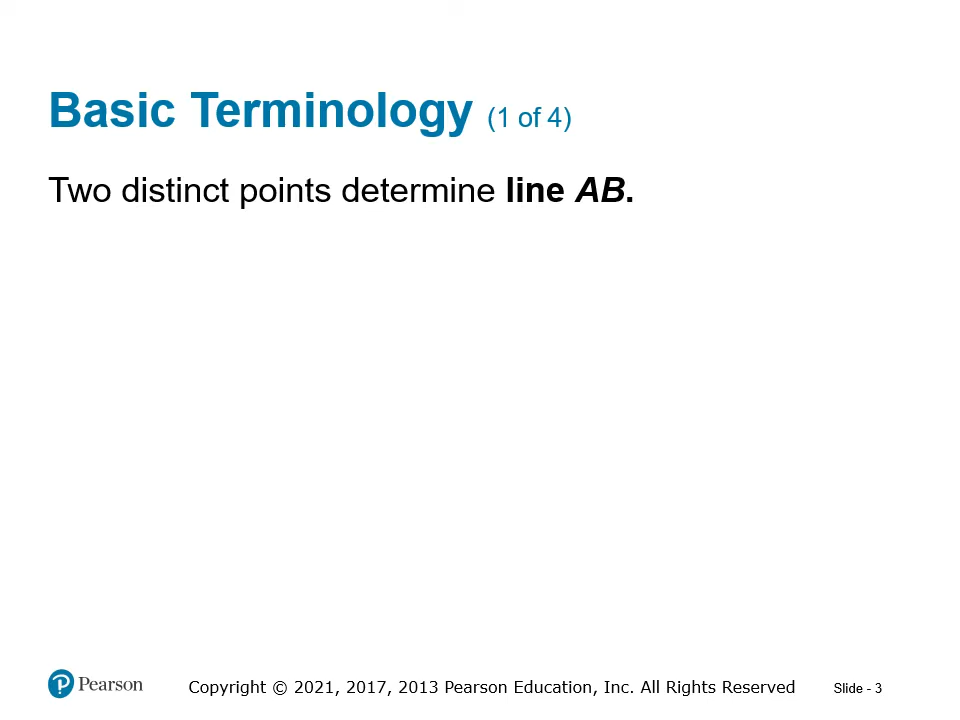 Basic Terminology (1 of 4)
Two distinct points determine line AB.
Pearson
Copyright © 2021, 2017, 2013 Pearson Education, Inc. All Rights Reserved
Slide - 3